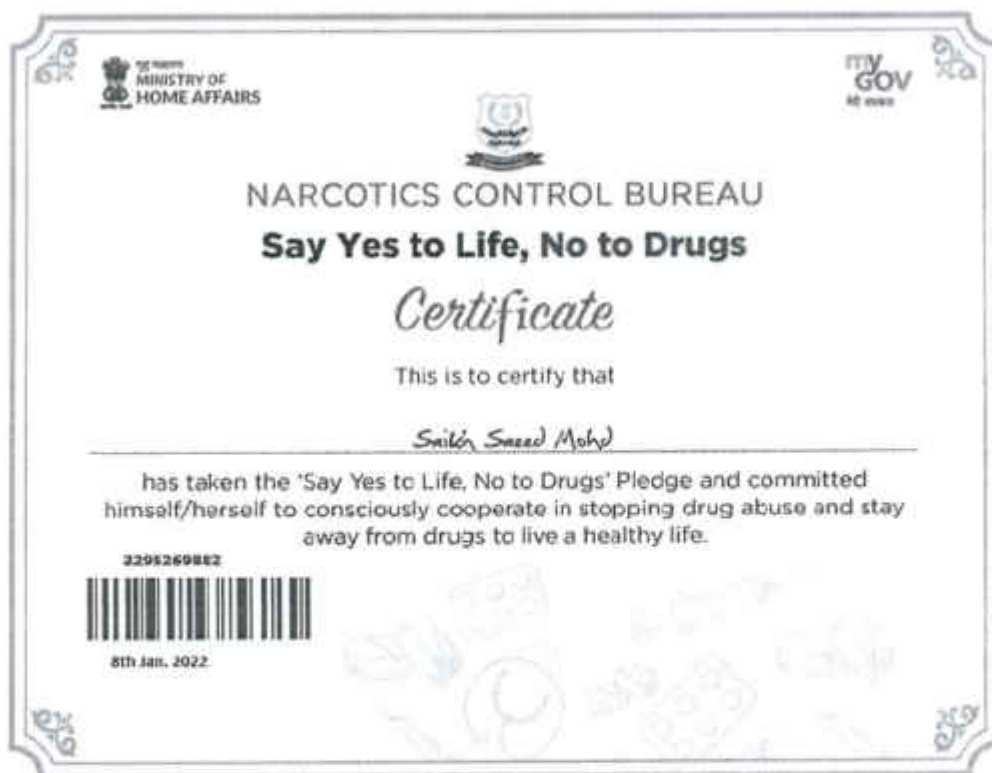 गृह मंत्रालय
MINISTRY OF
HOME AFFAIRS
my
GOV
मेरी सरकार
NARCOTICS CONTROL BUREAU
Say Yes to Life, No to Drugs
Certificate
This is to certify that
Saeed Mohd
has taken the 'Say Yes to Life, No to Drugs' Pledge and committed
himself/herself to consciously cooperate in stopping drug abuse and stay
away from drugs to live a healthy life.
2295269882
8th Jan, 2022